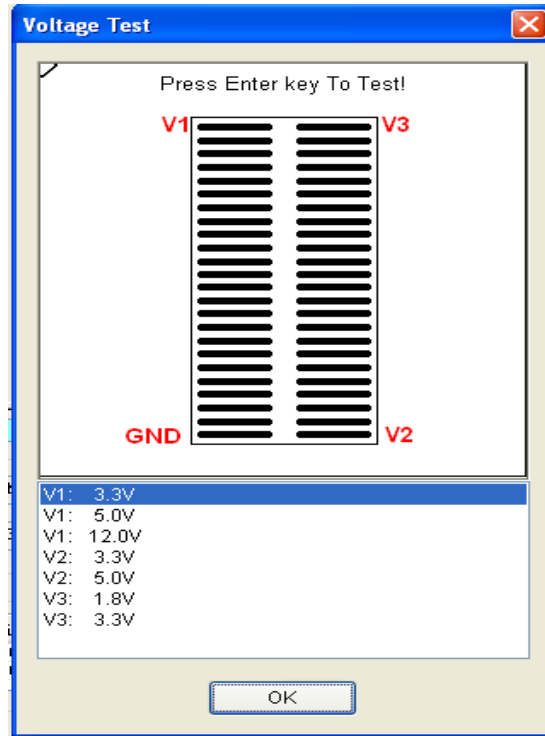 Voltage Test
Press Enter key To Test!
V1 V3
GND V2
V1: 3.3V
V1: 5.0V
V1: 12.0V
V2: 3.3V
V2: 5.0V
V3: 1.8V
V3: 3.3V
OK